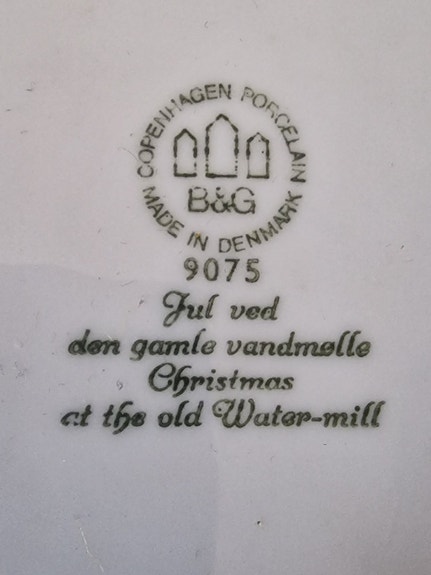 COPENHAGEN PORCELAIN
B&G
MADE IN DENMARK
9075
Jul ved
den gamle vandmølle
Christmas
at the old Water-mill